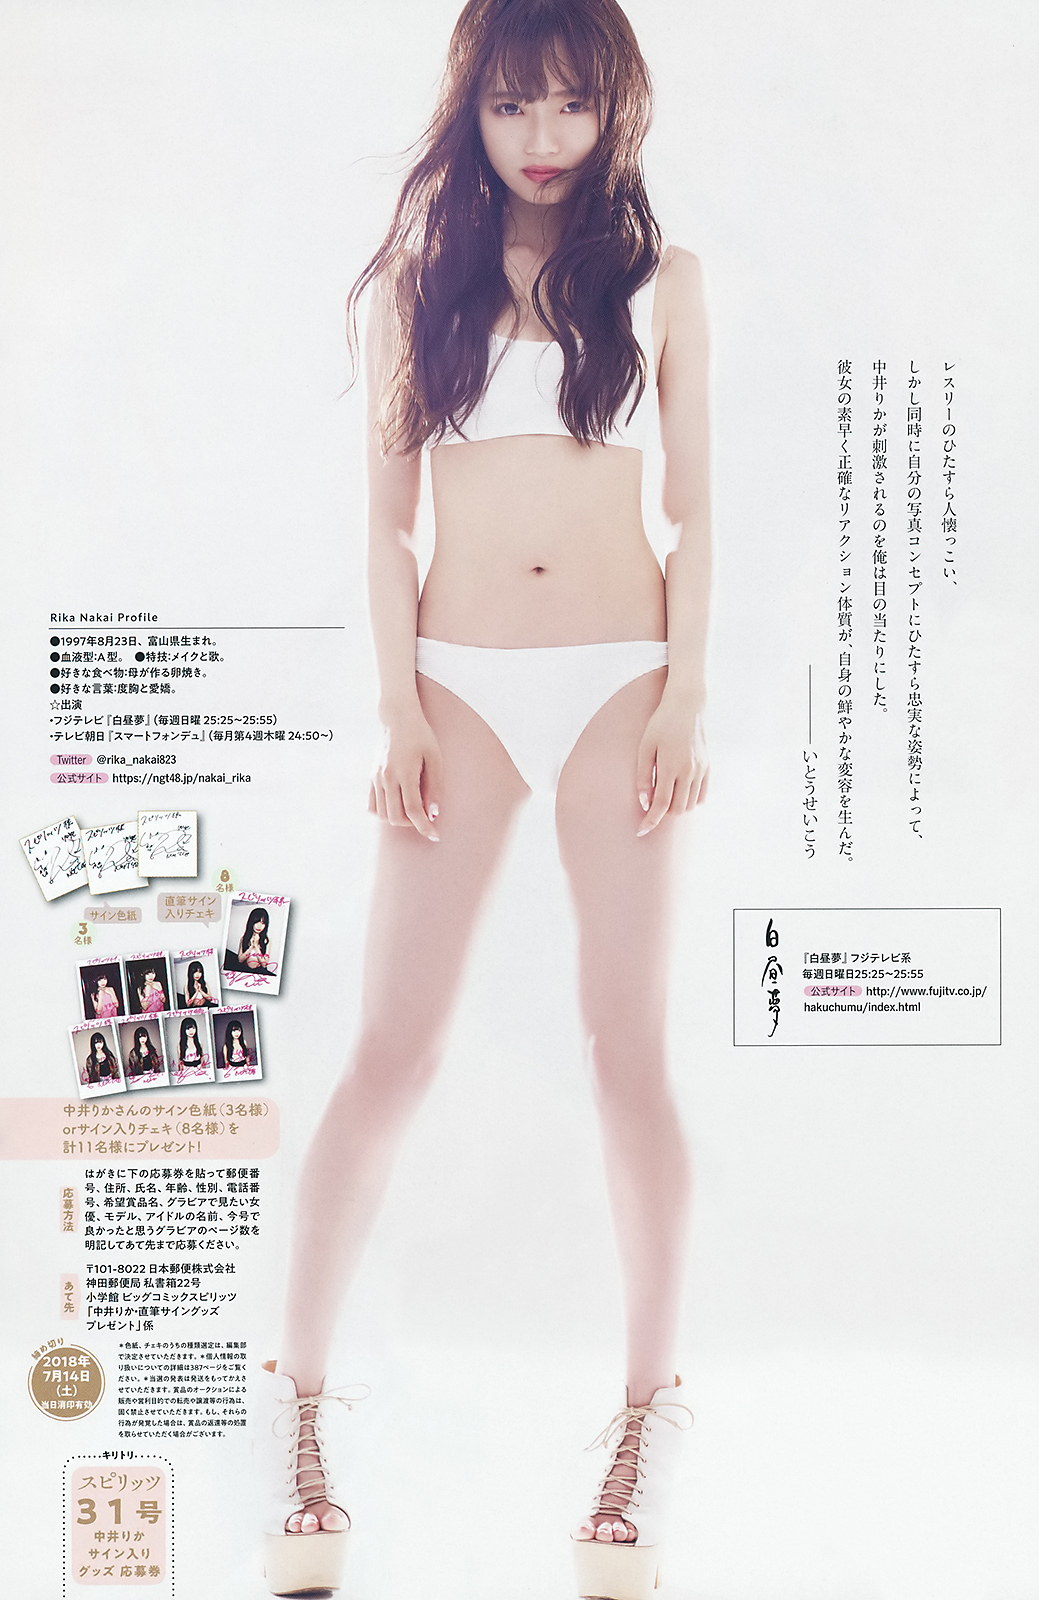 レスリーのひたすら人懐っこい、
しかし同時に自分の写真コンセプトにひたすら忠実な姿勢によって、
中井りかが刺激されるのを俺は目の当たりにした。
彼女の素早く正確なリアクション体質が、自身の鮮やかな変容を生んだ。
――― いとうせいこう
Rika Nakai Profile
●1997年8月23日、富山県生まれ。
●血液型:A型。 ●特技:メイクと歌。
●好きな食べ物:母が作る卵焼き。
●好きな言葉:度胸と愛嬌。
☆出演
・フジテレビ『白昼夢』(毎週日曜 25:25〜25:55)
・テレビ朝日『スマートフォンデュ』(毎月第4週木曜 24:50〜)
Twitter @rika_nakai823
公式サイト https://ngt48.jp/nakai_rika
白昼夢
『白昼夢』フジテレビ系
毎週日曜日25:25〜25:55
公式サイト http://www.fujitv.co.jp/
hakuchumu/index.html
サイン色紙
3
名様
直筆サイン
入りチェキ
8
名様
中井りかさんのサイン色紙(3名様)
orサイン入りチェキ(8名様)を
計11名様にプレゼント!
応募方法
はがきに下の応募券を貼って郵便番
号、住所、氏名、年齢、性別、電話番
号、希望賞品名、グラビアで見たい女
優、モデル、アイドルの名前、今号で
良かったと思うグラビアのページ数を
明記してあて先まで応募ください。
あて先
〒101-8022 日本郵便株式会社
神田郵便局 私書箱22号
小学館 ビッグコミックスピリッツ
「中井りか・直筆サイングッズ
プレゼント」係
締め切り
2018年
7月14日
(土)
当日消印有効
＊色紙、チェキのうちの種類選定は、編集部
で決定させていただきます。＊個人情報の取
り扱いについての詳細は387ページをご覧く
ださい。＊当選の発表は発送をもってかえさ
せていただきます。賞品のオークションによる
販売や営利目的での転売や譲渡等の行為は、
固く禁止させていただきます。もし、それらの
行為が発覚した場合は、賞品の返還等の処置
を取らせていただく場合がございます。
キリトリ
スピリッツ
31号
中井りか
サイン入り
グッズ 応募券